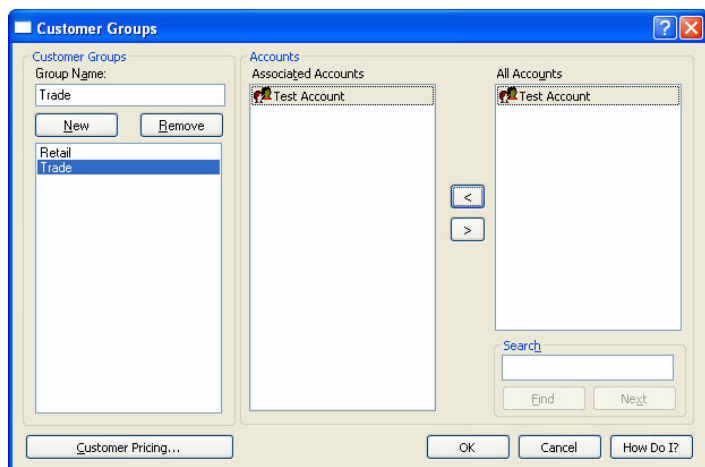 Customer Groups
Customer Groups
Group Name:
Trade
New
Remove
Retail
Trade
Accounts
Associated Accounts
Test Account
<
>
All Accounts
Test Account
Search
Find
Next
Customer Pricing...
OK
Cancel
How Do I?